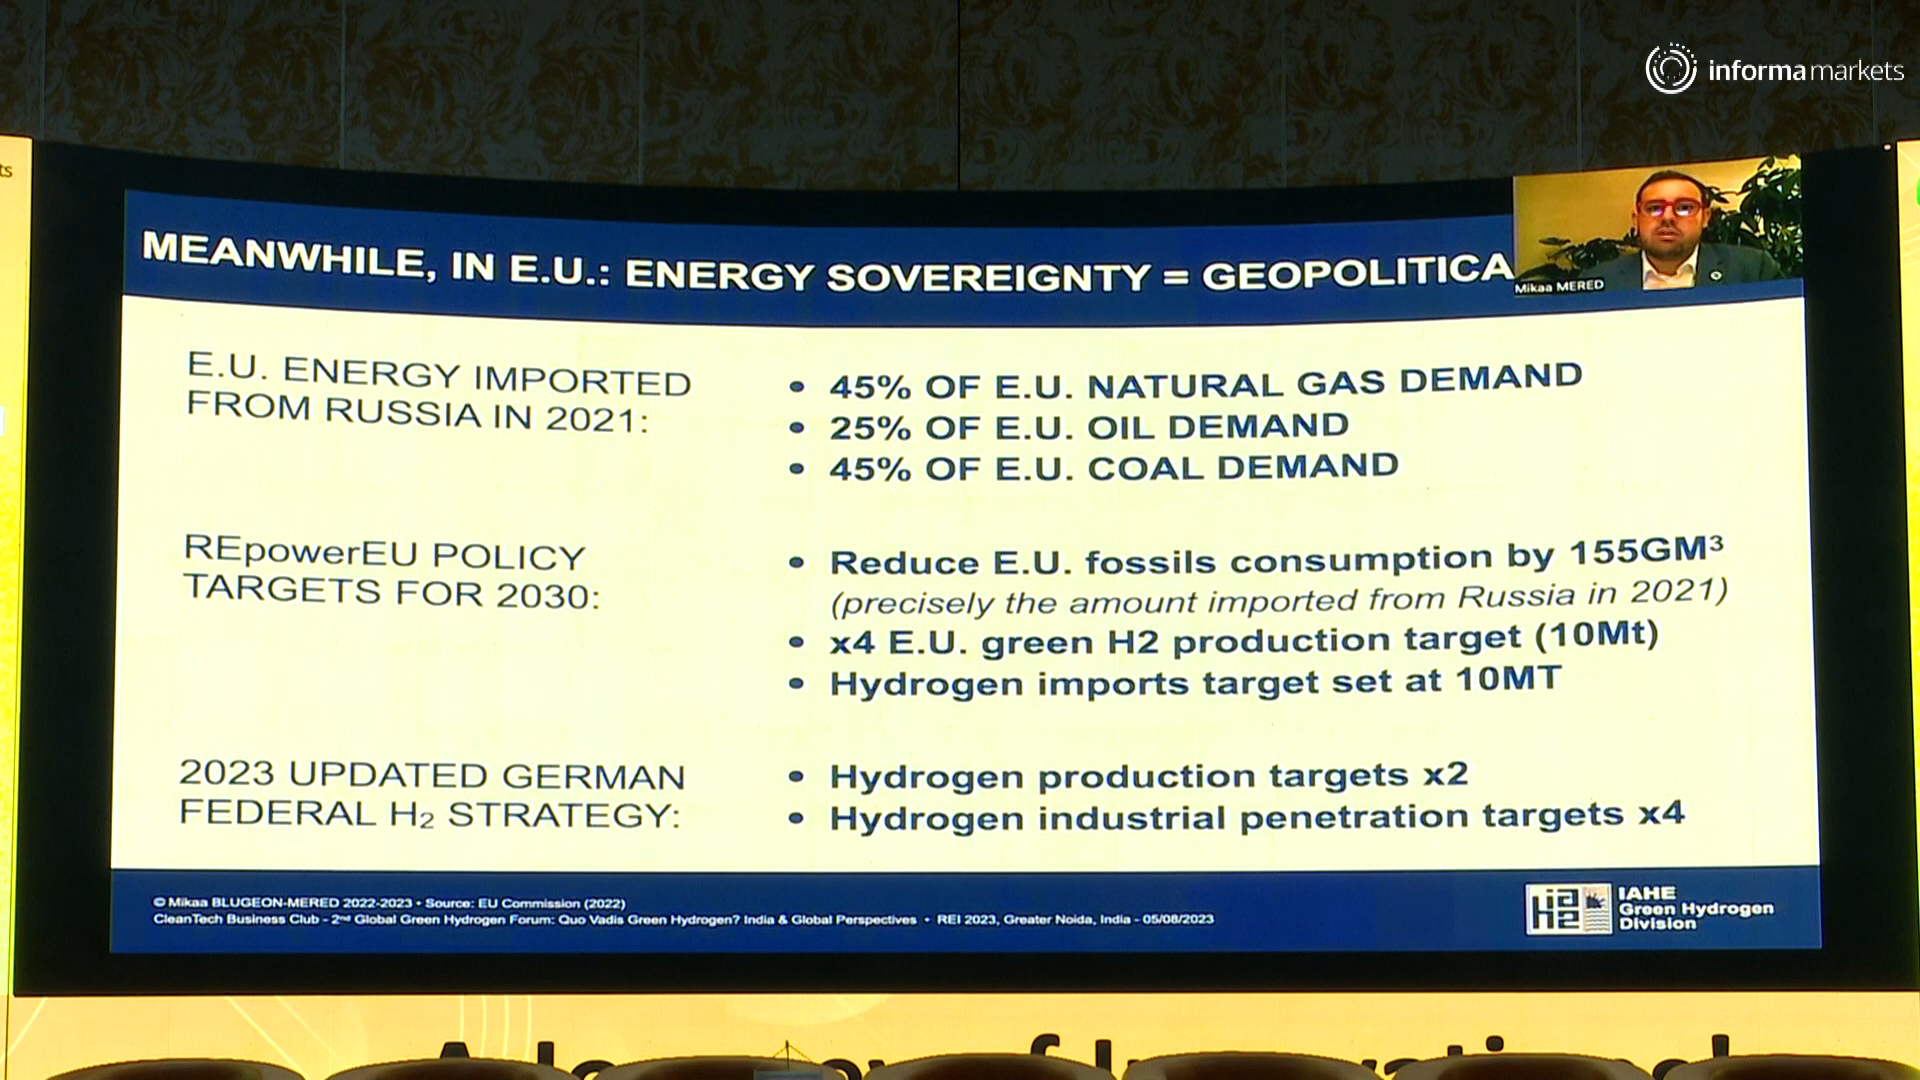 informa markets
ts
MEANWHILE, IN E.U.: ENERGY SOVEREIGNTY = GEOPOLITICA
Mikaa MERED
E.U. ENERGY IMPORTED
FROM RUSSIA IN 2021:
• 45% OF E.U. NATURAL GAS DEMAND
• 25% OF E.U. OIL DEMAND
• 45% OF E.U. COAL DEMAND
REpowerEU POLICY
TARGETS FOR 2030:
• Reduce E.U. fossils consumption by 155GM³
(precisely the amount imported from Russia in 2021)
• x4 E.U. green H2 production target (10Mt)
• Hydrogen imports target set at 10MT
2023 UPDATED GERMAN
FEDERAL H₂ STRATEGY:
• Hydrogen production targets x2
• Hydrogen industrial penetration targets x4
© Mikaa BLUGEON-MERED 2022-2023 • Source: EU Commission (2022)
CleanTech Business Club - 2nd Global Green Hydrogen Forum: Quo Vadis Green Hydrogen? India & Global Perspectives • REI 2023, Greater Noida, India - 05/08/2023
IAHE
Green Hydrogen
Division